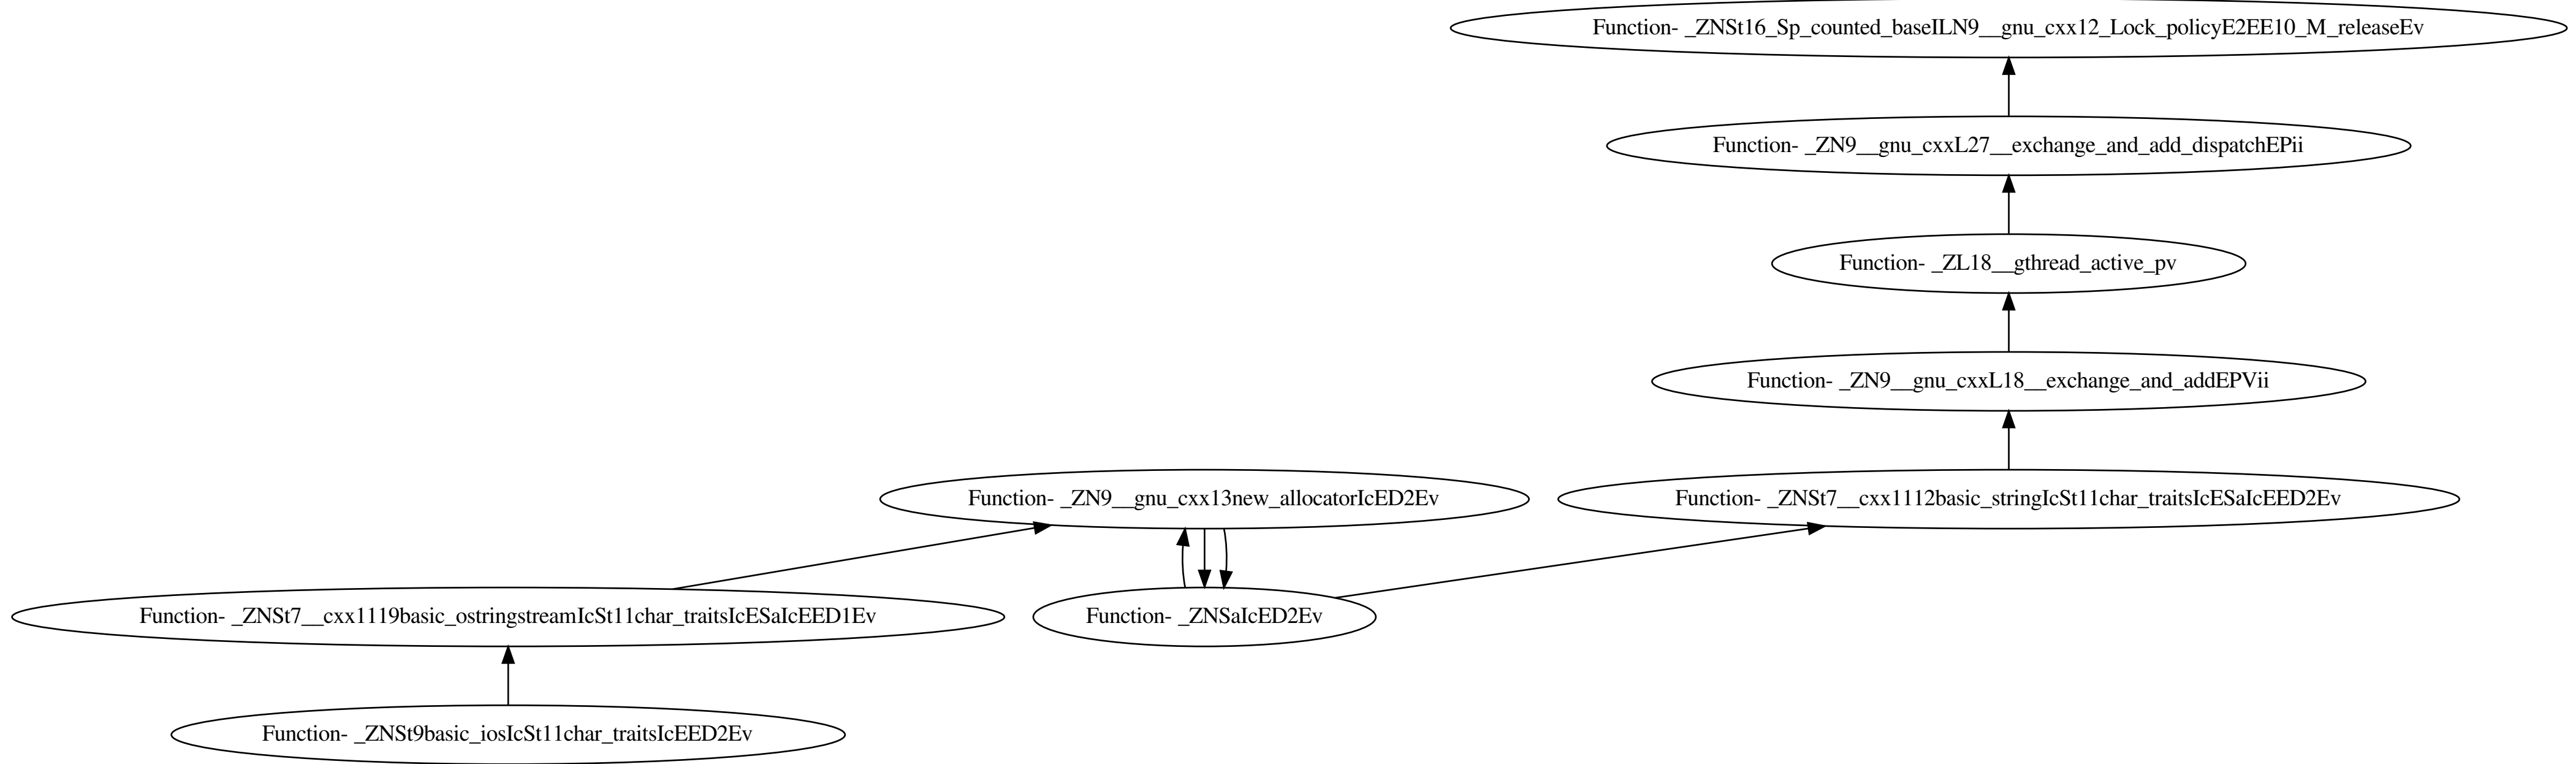 Function- _ZNSt16_Sp_counted_baseILN9__gnu_cxx12_Lock_policyE2EE10_M_releaseEv
Function- _ZN9__gnu_cxxL27__exchange_and_add_dispatchEPii
Function- _ZL18__gthread_active_pv
Function- _ZN9__gnu_cxxL18__exchange_and_addEPVii
Function- _ZN9__gnu_cxx13new_allocatorIcED2Ev
Function- _ZNSt7__cxx1112basic_stringIcSt11char_traitsIcESaIcEED2Ev
Function- _ZNSt7__cxx1119basic_ostringstreamIcSt11char_traitsIcESaIcEED1Ev
Function- _ZNSaIcED2Ev
Function- _ZNSt9basic_iosIcSt11char_traitsIcEED2Ev